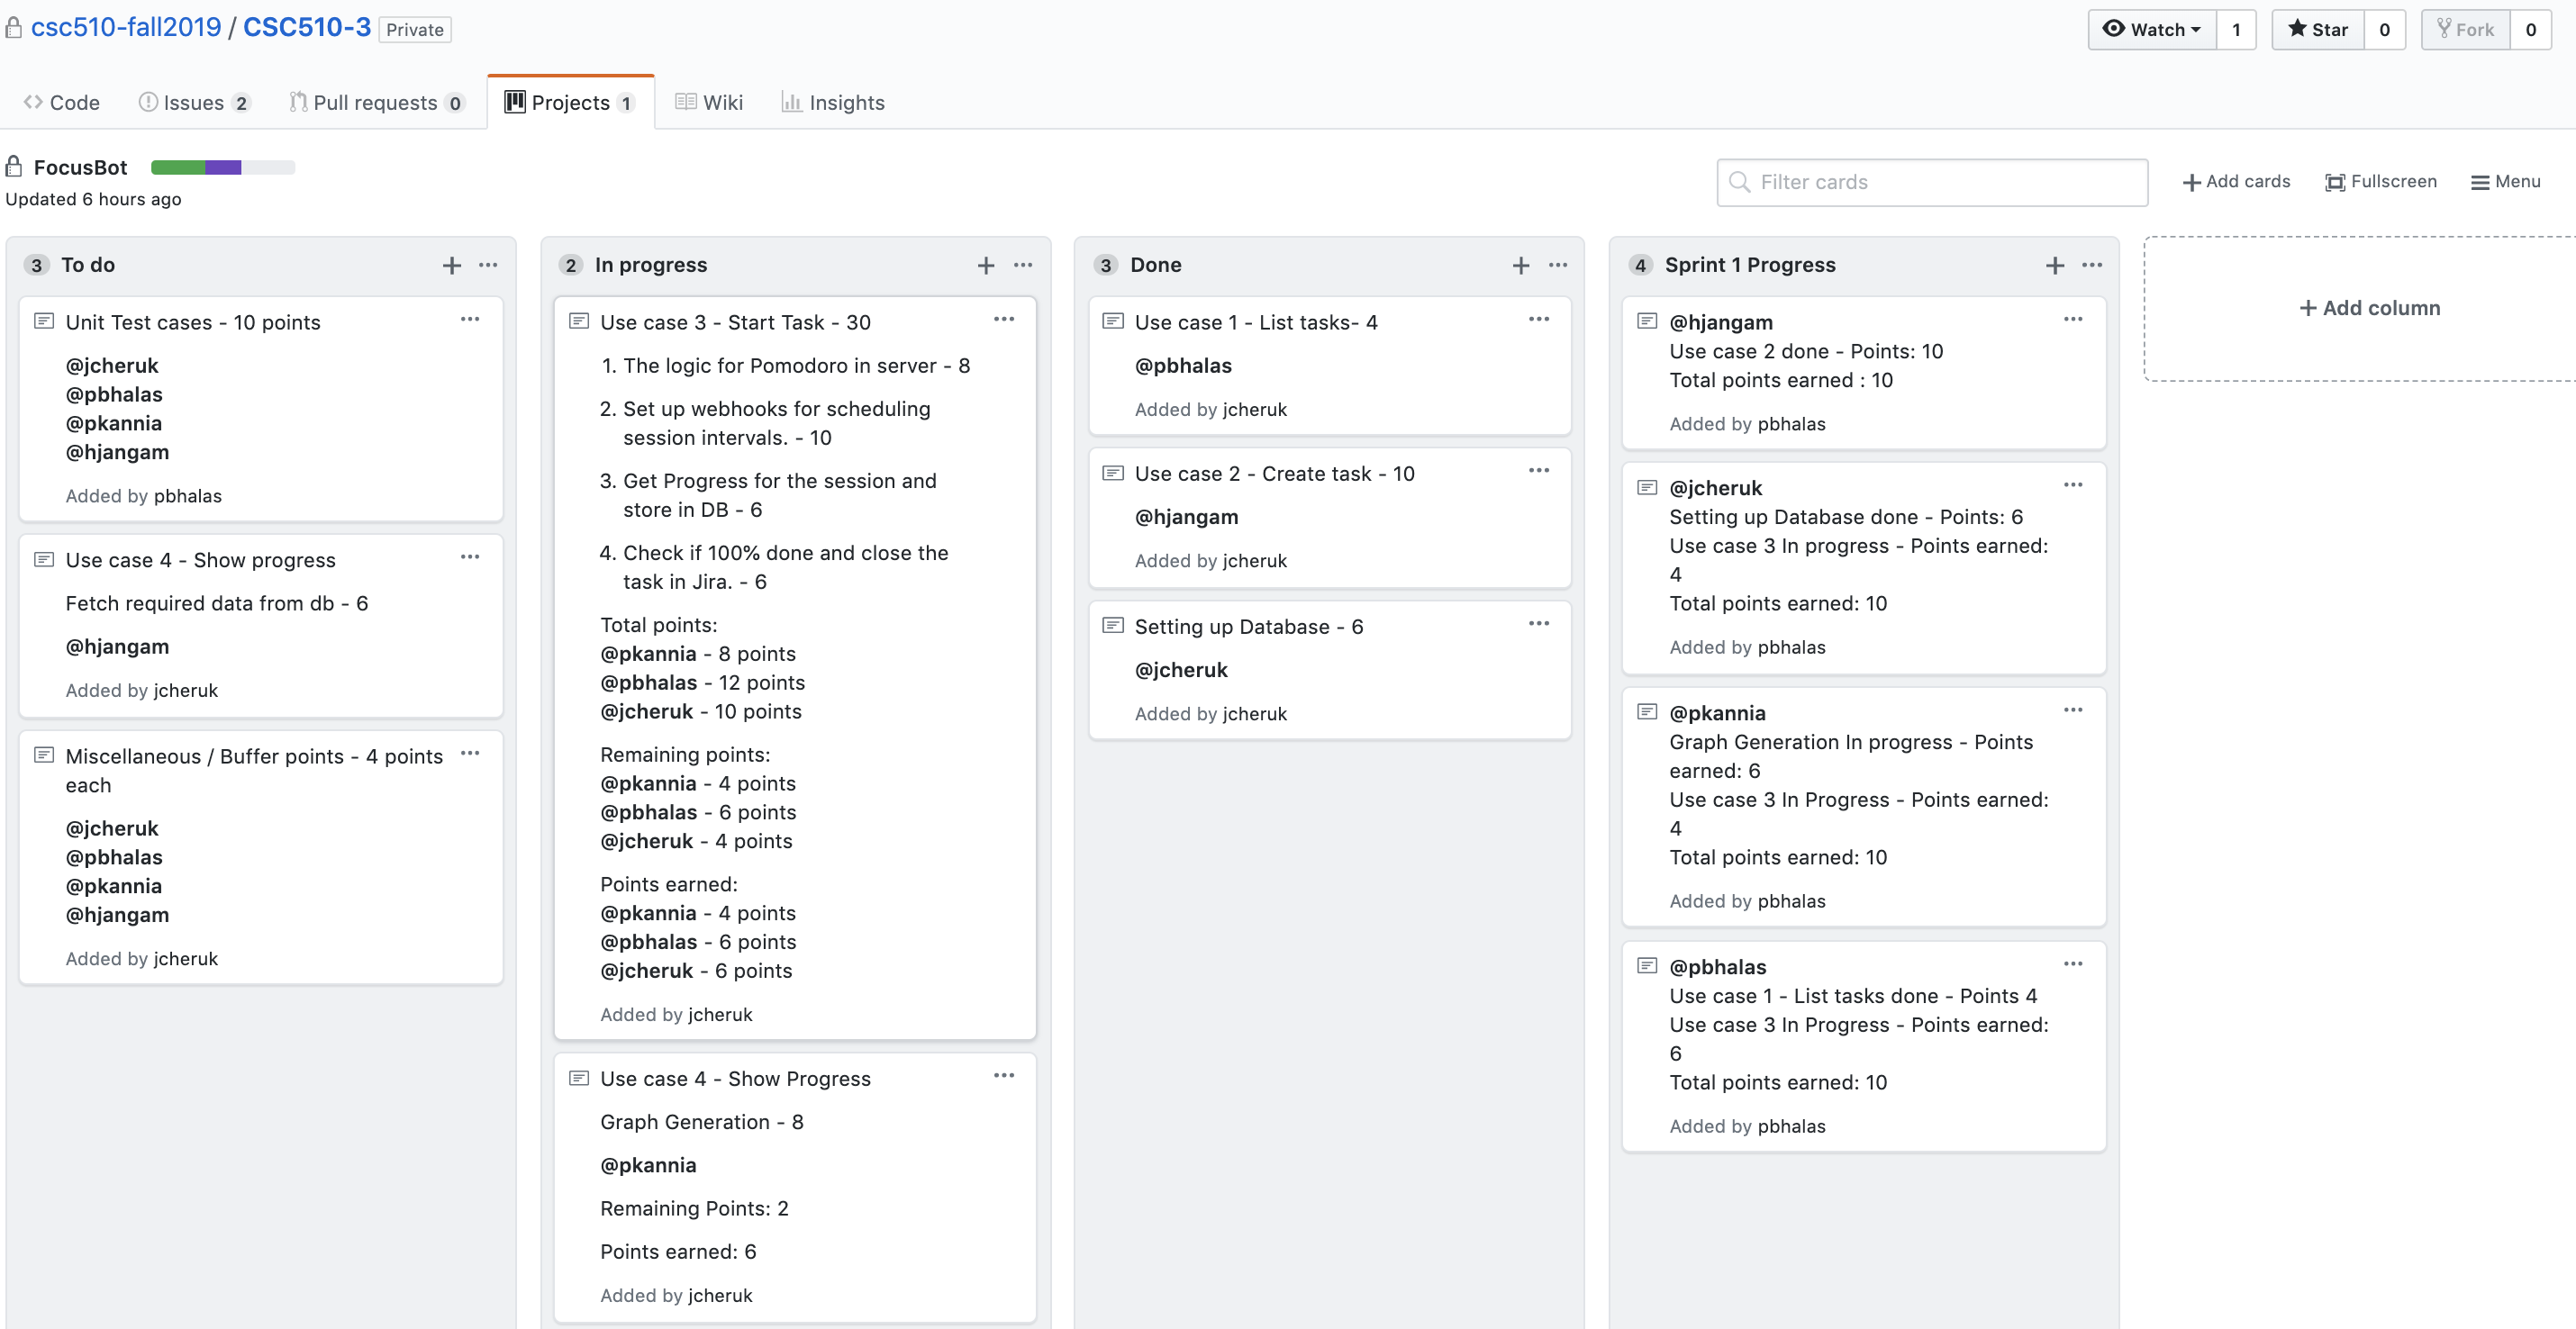 csc510-fall2019 / CSC510-3 Private
Watch 1
Star 0
Fork 0
Code
Issues 2
Pull requests 0
Projects 1
Wiki
Insights
FocusBot
Updated 6 hours ago
Filter cards
Add cards
Fullscreen
Menu
3 To do
Unit Test cases - 10 points
@jcheruk
@pbhalas
@pkannia
@hjangam
Added by pbhalas
Use case 4 - Show progress
Fetch required data from db - 6
@hjangam
Added by jcheruk
Miscellaneous / Buffer points - 4 points
each
@jcheruk
@pbhalas
@pkannia
@hjangam
Added by jcheruk
2 In progress
Use case 3 - Start Task - 30
1. The logic for Pomodoro in server - 8
2. Set up webhooks for scheduling
session intervals. - 10
3. Get Progress for the session and
store in DB - 6
4. Check if 100% done and close the
task in Jira. - 6
Total points:
@pkannia - 8 points
@pbhalas - 12 points
@jcheruk - 10 points
Remaining points:
@pkannia - 4 points
@pbhalas - 6 points
@jcheruk - 4 points
Points earned:
@pkannia - 4 points
@pbhalas - 6 points
@jcheruk - 6 points
Added by jcheruk
Use case 4 - Show Progress
Graph Generation - 8
@pkannia
Remaining Points: 2
Points earned: 6
Added by jcheruk
3 Done
Use case 1 - List tasks- 4
@pbhalas
Added by jcheruk
Use case 2 - Create task - 10
@hjangam
Added by jcheruk
Setting up Database - 6
@jcheruk
Added by jcheruk
4 Sprint 1 Progress
@hjangam
Use case 2 done - Points: 10
Total points earned : 10
Added by pbhalas
@jcheruk
Setting up Database done - Points: 6
Use case 3 In progress - Points earned:
4
Total points earned: 10
Added by pbhalas
@pkannia
Graph Generation In progress - Points
earned: 6
Use case 3 In Progress - Points earned:
4
Total points earned: 10
Added by pbhalas
@pbhalas
Use case 1 - List tasks done - Points 4
Use case 3 In Progress - Points earned:
6
Total points earned: 10
Added by pbhalas
Add column